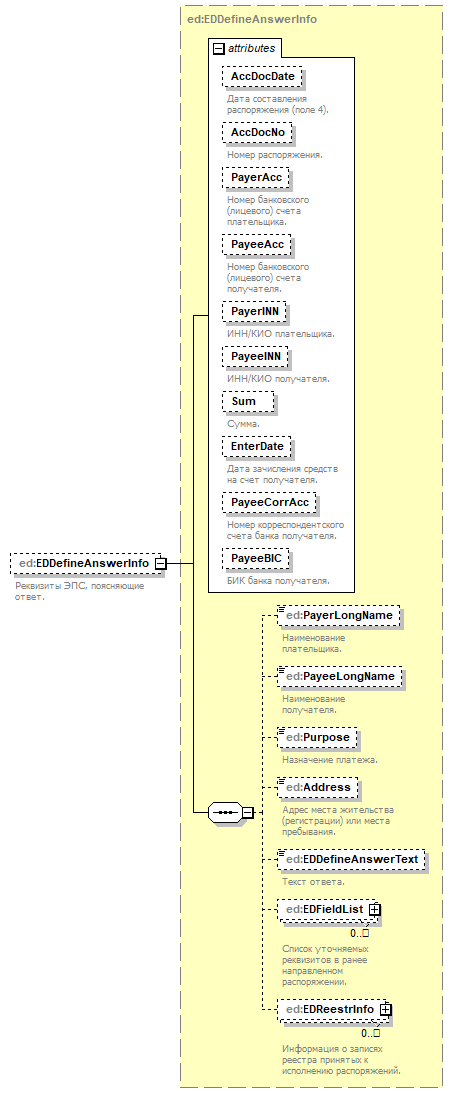 ed:EDDefineAnswerInfo
attributes
AccDocDate
Дата составления
распоряжения (поле 4).
AccDocNo
Номер распоряжения.
PayerAcc
Номер банковского
(лицевого) счета
плательщика.
PayeeAcc
Номер банковского
(лицевого) счета
получателя.
PayerINN
ИНН/КИО плательщика.
PayeeINN
ИНН/КИО получателя.
Sum
Сумма.
EnterDate
Дата зачисления средств
на счет получателя.
PayeeCorrAcc
Номер корреспондентского
счета банка получателя.
PayeeBIC
БИК банка получателя.
ed:EDDefineAnswerInfo
Реквизиты ЭПС, поясняющие
ответ.
ed:PayerLongName
Наименование
плательщика.
ed:PayeeLongName
Наименование
получателя.
ed:Purpose
Назначение платежа.
ed:Address
Адрес места жительства
(регистрации) или места
пребывания.
ed:EDDefineAnswerText
Текст ответа.
ed:EDFieldList
0..□
Список уточняемых
реквизитов в ранее
направленном
распоряжении.
ed:EDReestrInfo
0..□
Информация о записях
реестра принятых к
исполнению распоряжений.